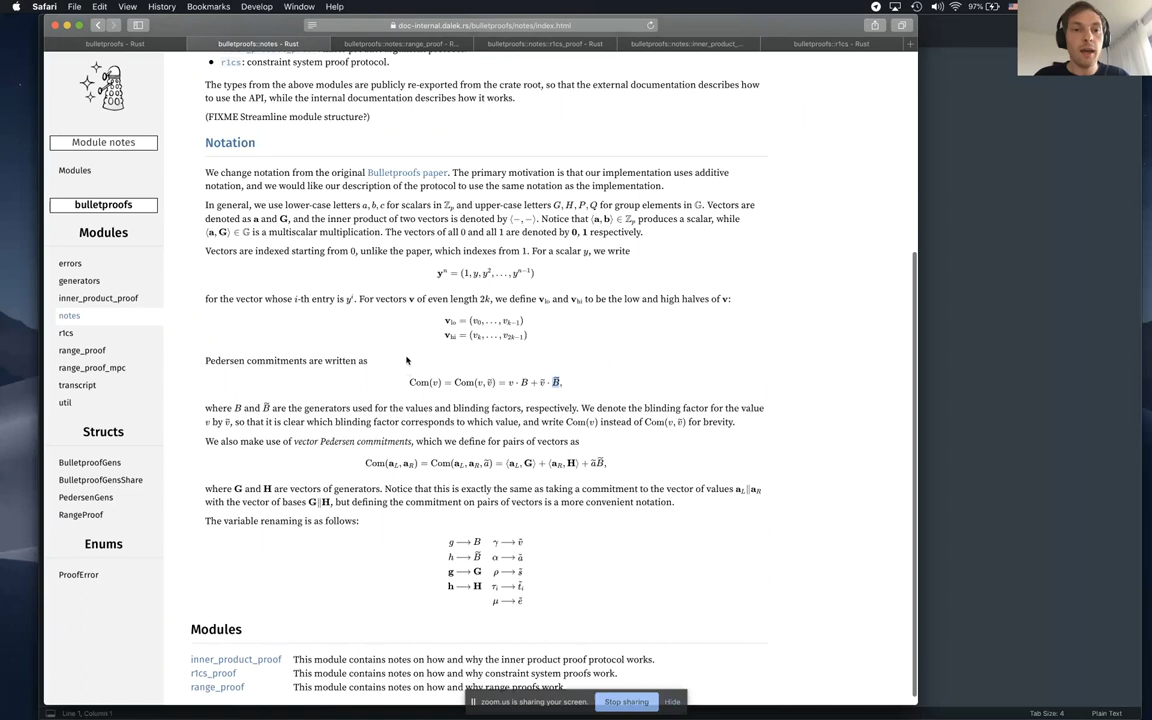 Safari File Edit View History Bookmarks Develop Window Help 97%
doc-internal.dalek.rs/bulletproofs/notes/index.html
bulletproofs - Rust bulletproofs::notes - Rust bulletproofs::notes::range_proof - R... bulletproofs::notes::r1cs_proof - Rust bulletproofs::notes::inner_product_... bulletproofs::r1cs - Rust
• r1cs: constraint system proof protocol.
The types from the above modules are publicly re-exported from the crate root, so that the external documentation describes how
to use the API, while the internal documentation describes how it works.
(FIXME Streamline module structure?)
Module notes
Modules
bulletproofs
Modules
errors
generators
inner_product_proof
notes
r1cs
range_proof
range_proof_mpc
transcript
util
Structs
BulletproofGens
BulletproofGensShare
PedersenGens
RangeProof
Enums
ProofError
Notation
We change notation from the original Bulletproofs paper. The primary motivation is that our implementation uses additive
notation, and we would like our description of the protocol to use the same notation as the implementation.
In general, we use lower-case letters a, b, c for scalars in ℤp and upper-case letters G, H, P, Q for group elements in 𝔾. Vectors are
denoted as a and G, and the inner product of two vectors is denoted by ⟨−, −⟩. Notice that ⟨a, b⟩ ∈ ℤp produces a scalar, while
⟨a, G⟩ ∈ 𝔾 is a multiscalar multiplication. The vectors of all 0 and all 1 are denoted by 0, 1 respectively.
Vectors are indexed starting from 0, unlike the paper, which indexes from 1. For a scalar y, we write
yⁿ = (1, y, y², . . . , yⁿ⁻¹)
for the vector whose i-th entry is yⁱ. For vectors v of even length 2k, we define v_lo and v_hi to be the low and high halves of v:
v_lo = (v₀, . . . , vₖ₋₁)
v_hi = (vₖ, . . . , v₂ₖ₋₁)
Pedersen commitments are written as
Com(v) = Com(v, ṽ) = v · B + ṽ · B̃,
where B and B̃ are the generators used for the values and blinding factors, respectively. We denote the blinding factor for the value
v by ṽ, so that it is clear which blinding factor corresponds to which value, and write Com(v) instead of Com(v, ṽ) for brevity.
We also make use of vector Pedersen commitments, which we define for pairs of vectors as
Com(a_L, a_R) = Com(a_L, a_R, ã) = ⟨a_L, G⟩ + ⟨a_R, H⟩ + ãB̃,
where G and H are vectors of generators. Notice that this is exactly the same as taking a commitment to the vector of values a_L∥a_R
with the vector of bases G∥H, but defining the commitment on pairs of vectors is a more convenient notation.
The variable renaming is as follows:
g ⟶ B γ ⟶ ṽ
h ⟶ B̃ α ⟶ ã
g ⟶ G ρ ⟶ s̃
h ⟶ H τᵢ ⟶ t̃ᵢ
μ ⟶ ẽ
Modules
inner_product_proof This module contains notes on how and why the inner product proof protocol works.
r1cs_proof This module contains notes on how and why constraint system proofs work.
range_proof This module contains notes on how and why range proofs work.
zoom.us is sharing your screen. Stop sharing Hide
Line 1, Column 1 Tab Size: 4 Plain Text